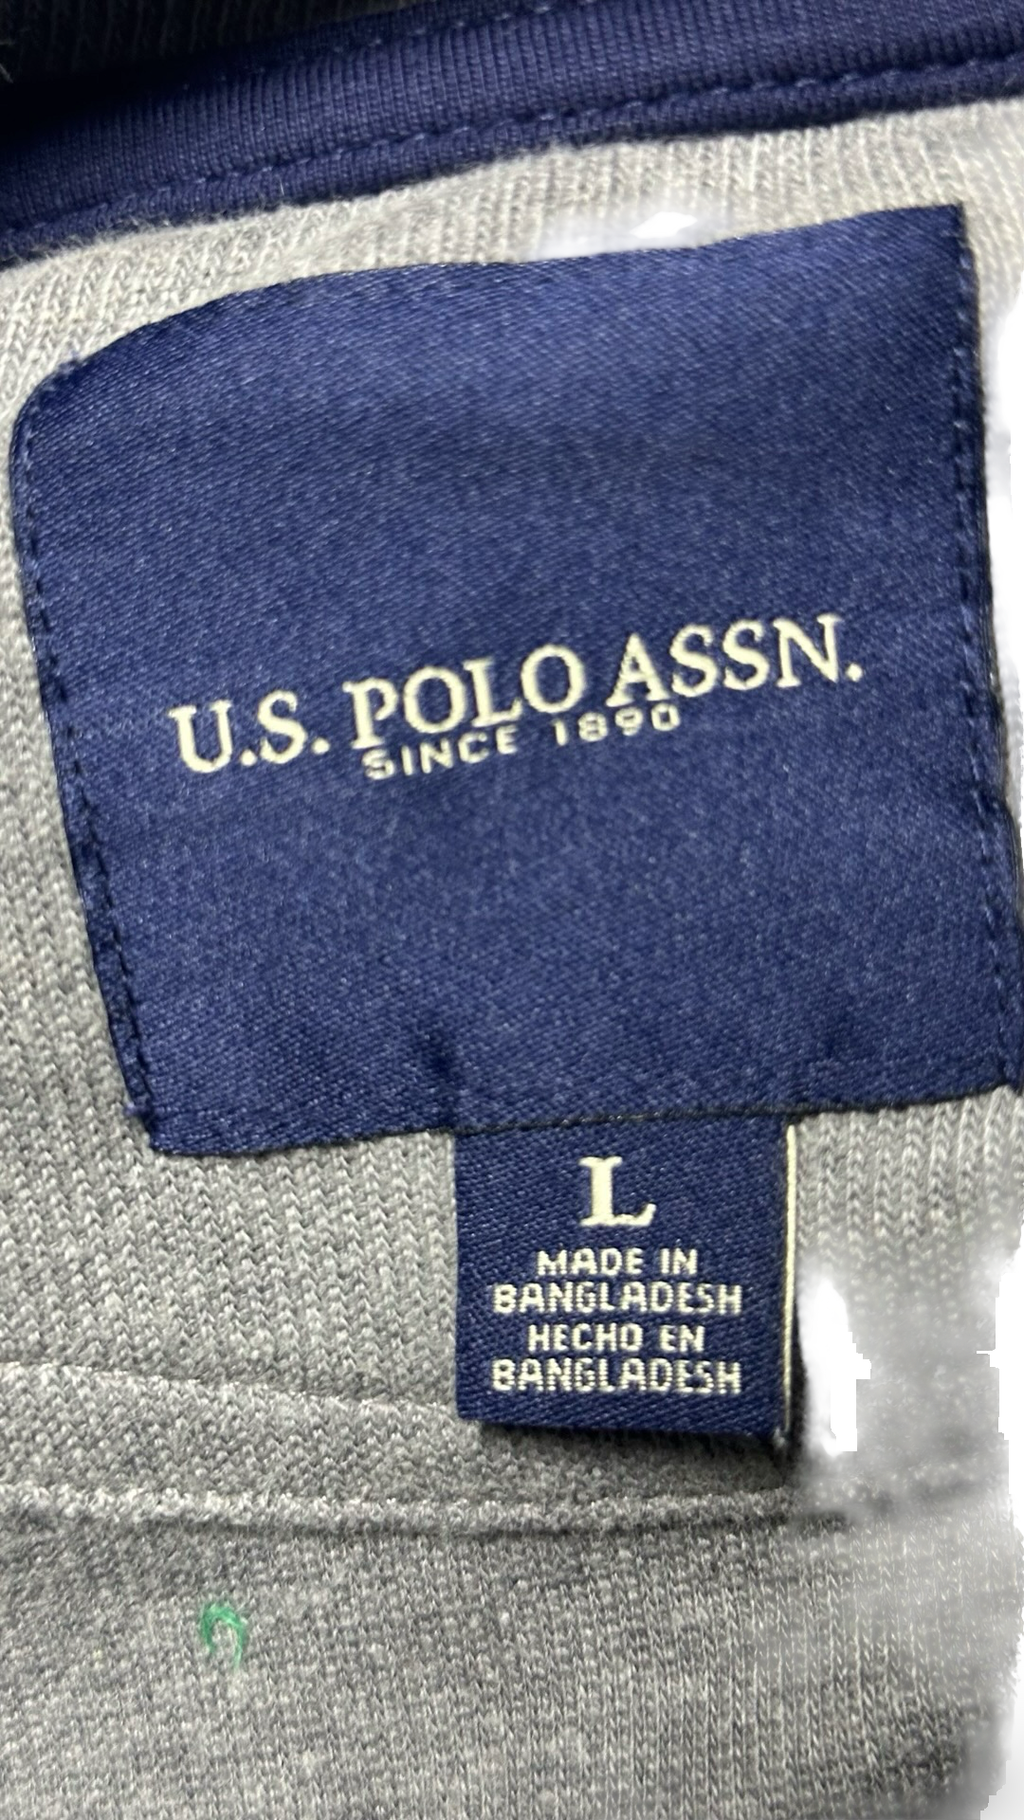 U.S. POLO ASSN.
SINCE 1890
L
MADE IN
BANGLADESH
HECHO EN
BANGLADESH